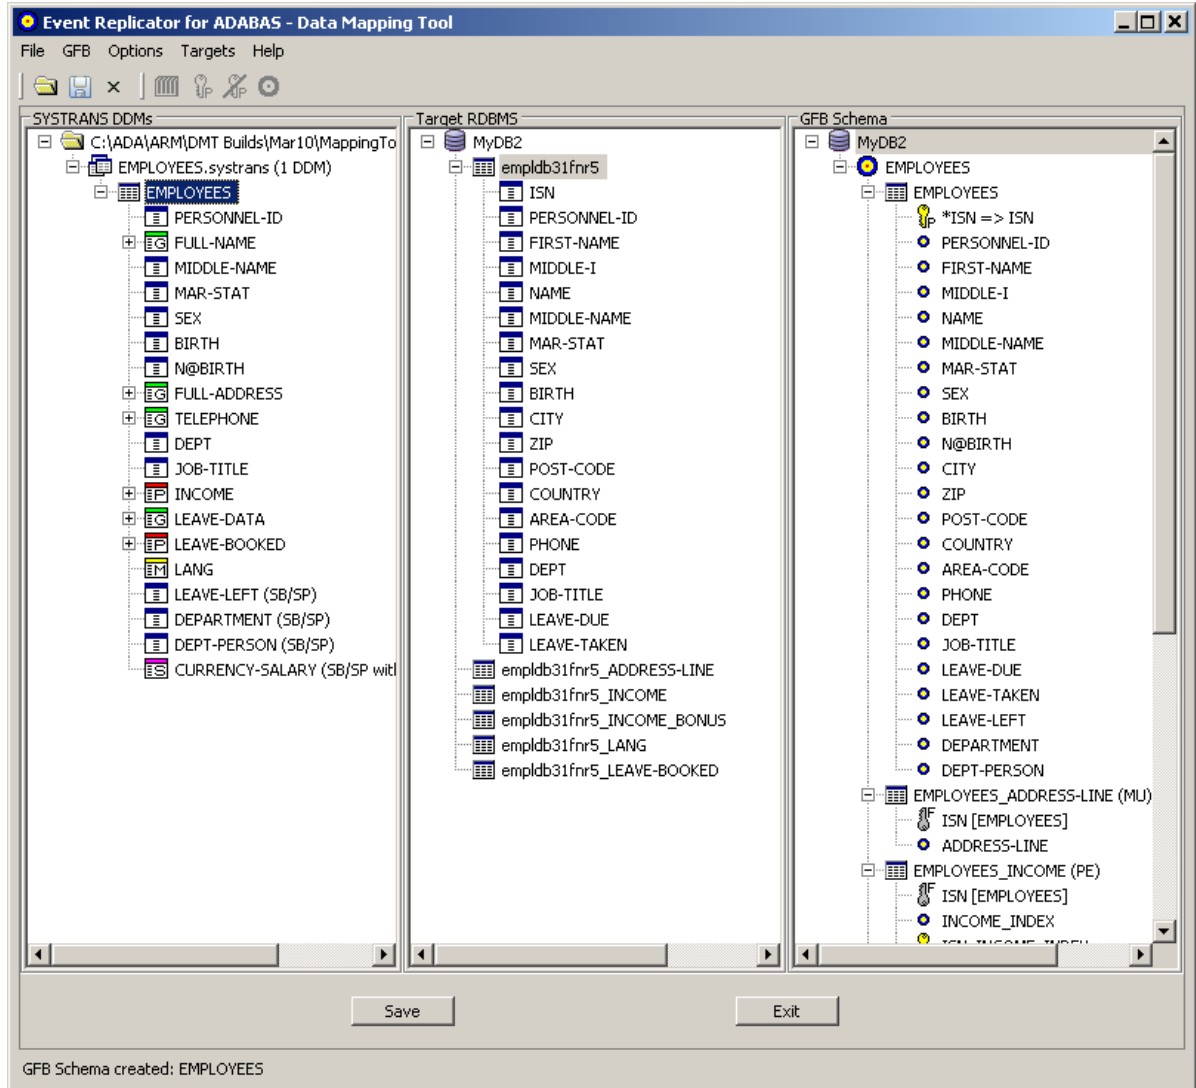 Event Replicator for ADABAS - Data Mapping Tool
File GFB Options Targets Help
SYSTRANS DDMs
C:\ADA\ARM\DMT Builds\Mar10\MappingTo
EMPLOYEES.systrans (1 DDM)
EMPLOYEES
PERSONNEL-ID
FULL-NAME
MIDDLE-NAME
MAR-STAT
SEX
BIRTH
N@BIRTH
FULL-ADDRESS
TELEPHONE
DEPT
JOB-TITLE
INCOME
LEAVE-DATA
LEAVE-BOOKED
LANG
LEAVE-LEFT (SB/SP)
DEPARTMENT (SB/SP)
DEPT-PERSON (SB/SP)
CURRENCY-SALARY (SB/SP with
Target RDBMS
MyDB2
empldb31fnr5
ISN
PERSONNEL-ID
FIRST-NAME
MIDDLE-I
NAME
MIDDLE-NAME
MAR-STAT
SEX
BIRTH
CITY
ZIP
POST-CODE
COUNTRY
AREA-CODE
PHONE
DEPT
JOB-TITLE
LEAVE-DUE
LEAVE-TAKEN
empldb31fnr5_ADDRESS-LINE
empldb31fnr5_INCOME
empldb31fnr5_INCOME_BONUS
empldb31fnr5_LANG
empldb31fnr5_LEAVE-BOOKED
GFB Schema
MyDB2
EMPLOYEES
EMPLOYEES
*ISN => ISN
PERSONNEL-ID
FIRST-NAME
MIDDLE-I
NAME
MIDDLE-NAME
MAR-STAT
SEX
BIRTH
N@BIRTH
CITY
ZIP
POST-CODE
COUNTRY
AREA-CODE
PHONE
DEPT
JOB-TITLE
LEAVE-DUE
LEAVE-TAKEN
LEAVE-LEFT
DEPARTMENT
DEPT-PERSON
EMPLOYEES_ADDRESS-LINE (MU)
ISN [EMPLOYEES]
ADDRESS-LINE
EMPLOYEES_INCOME (PE)
ISN [EMPLOYEES]
INCOME_INDEX
Save Exit
GFB Schema created: EMPLOYEES